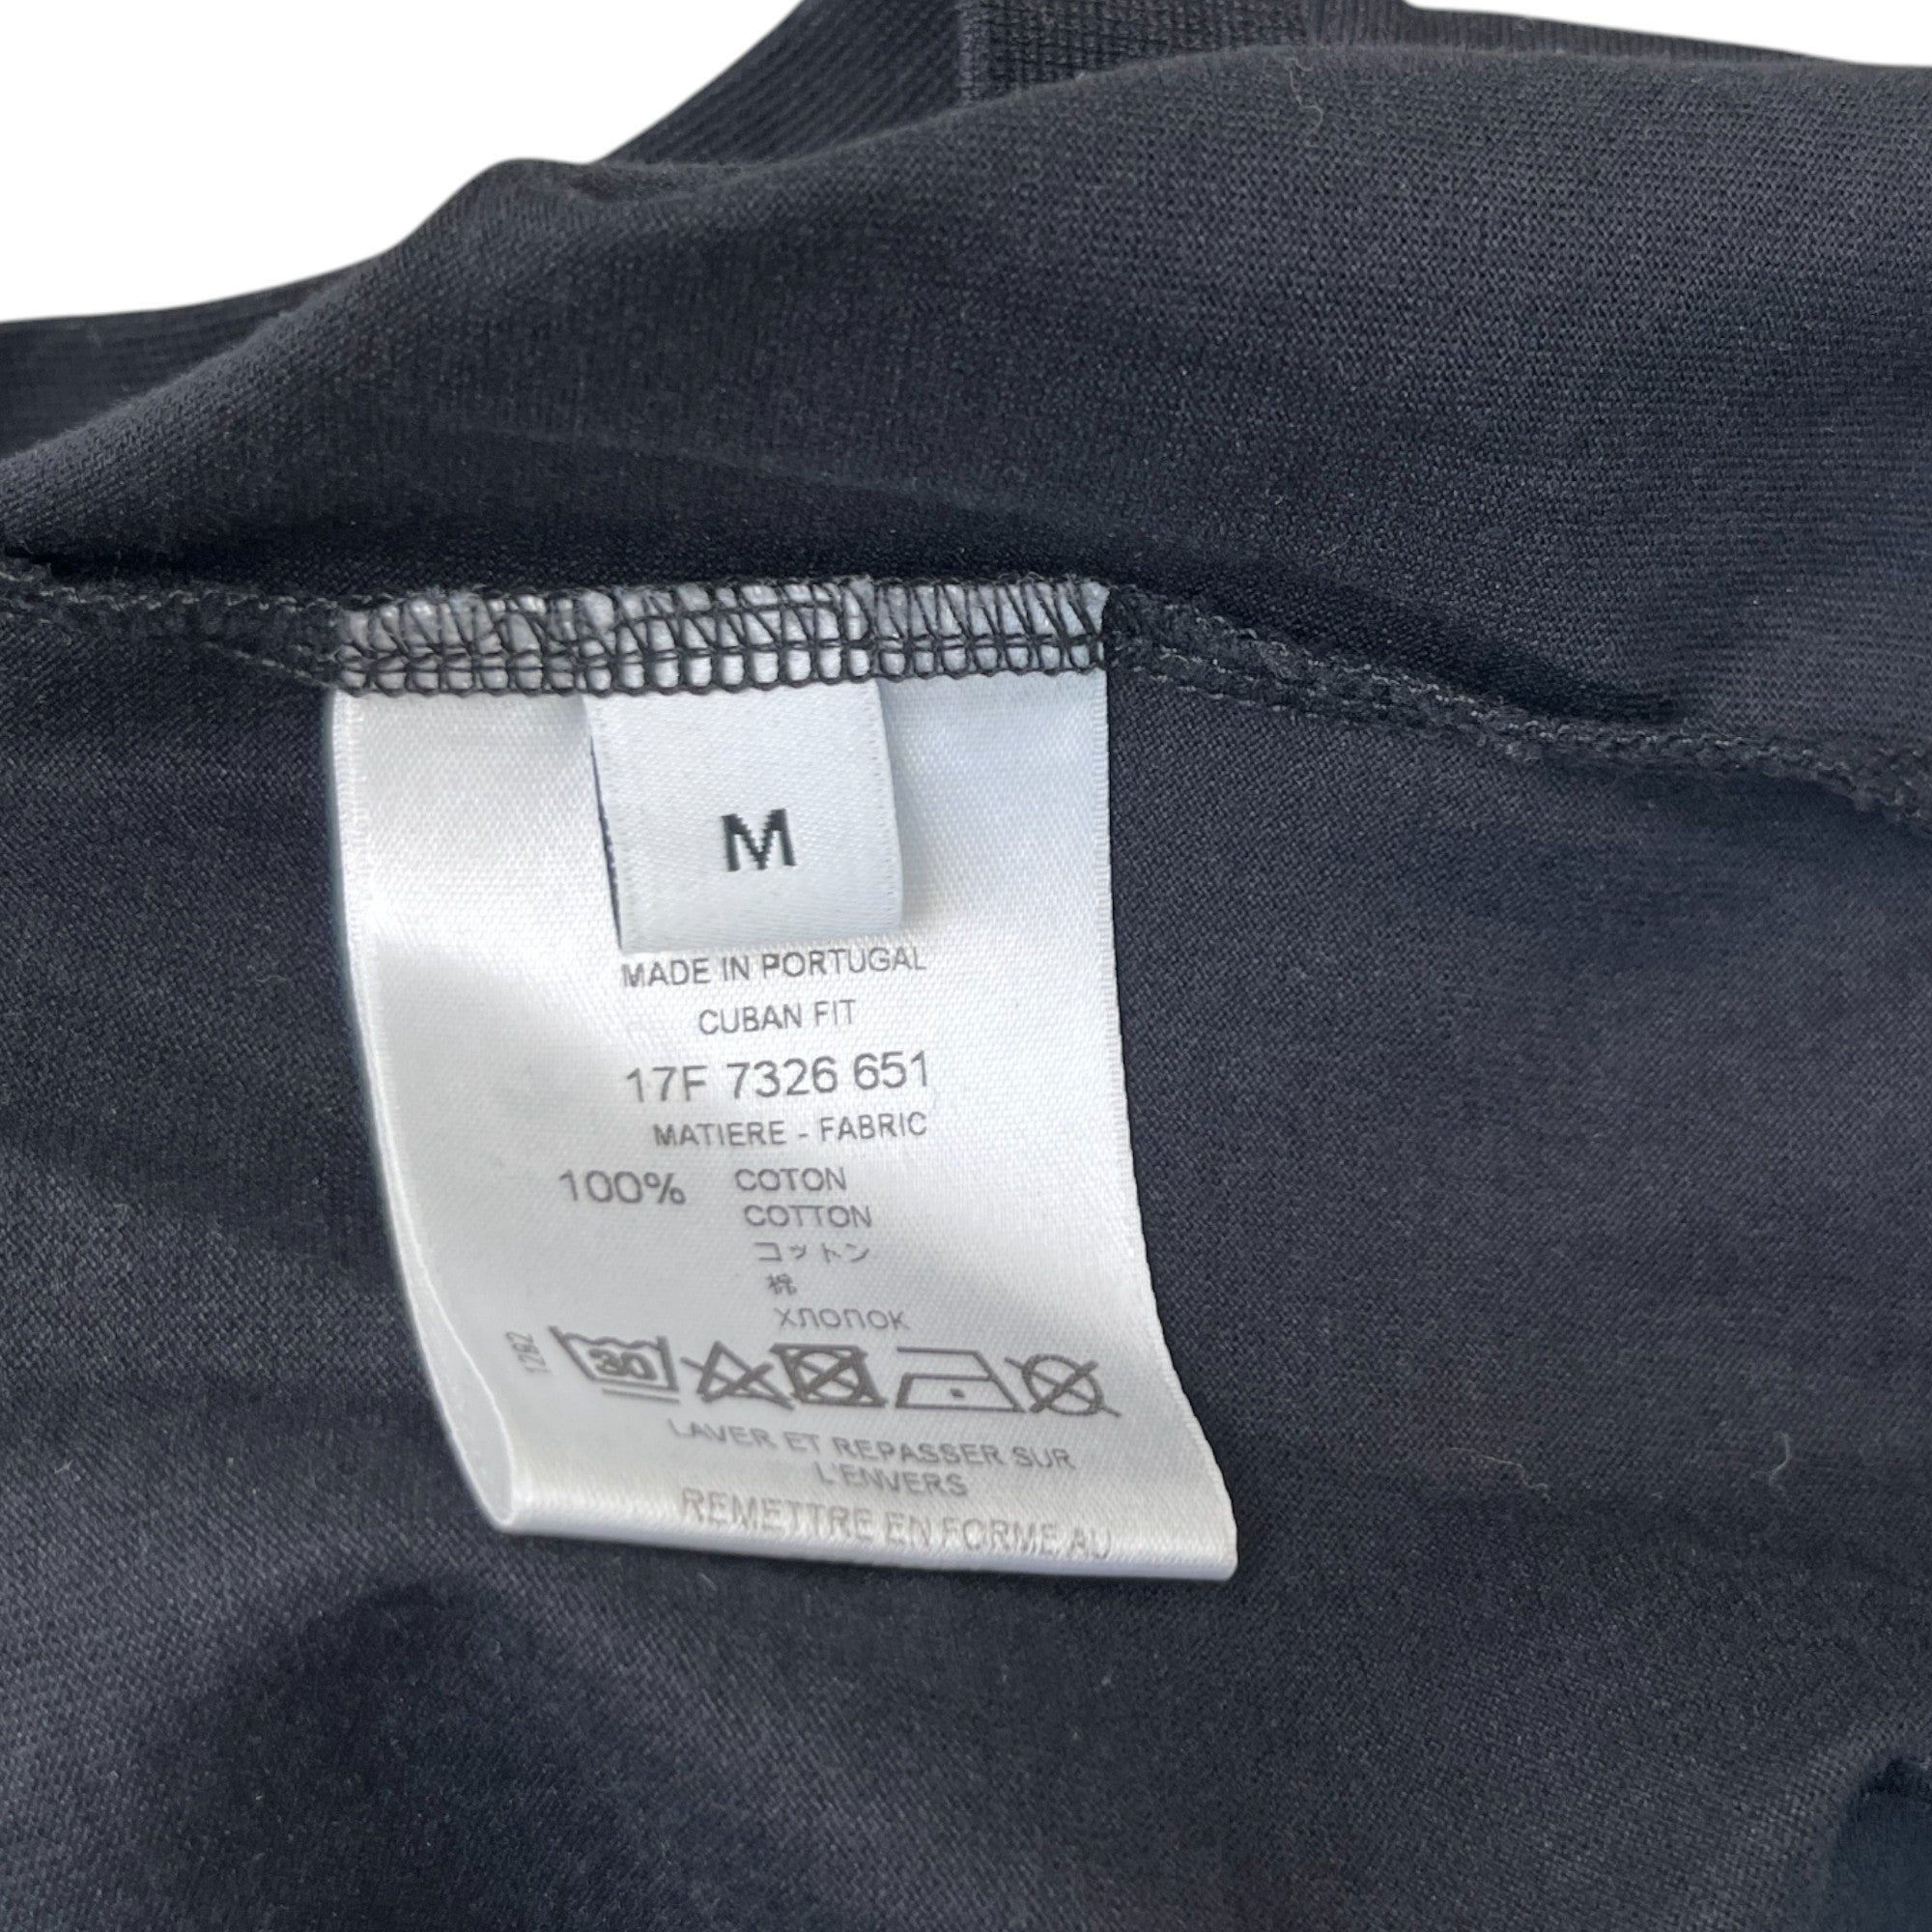 M
MADE IN PORTUGAL
CUBAN FIT
17F 7326 651
MATIERE - FABRIC
100% COTON
COTTON
コットン
棉
хлопок
1282
30
LAVER ET REPASSER SUR
L'ENVERS
REMETTRE EN FORME AU